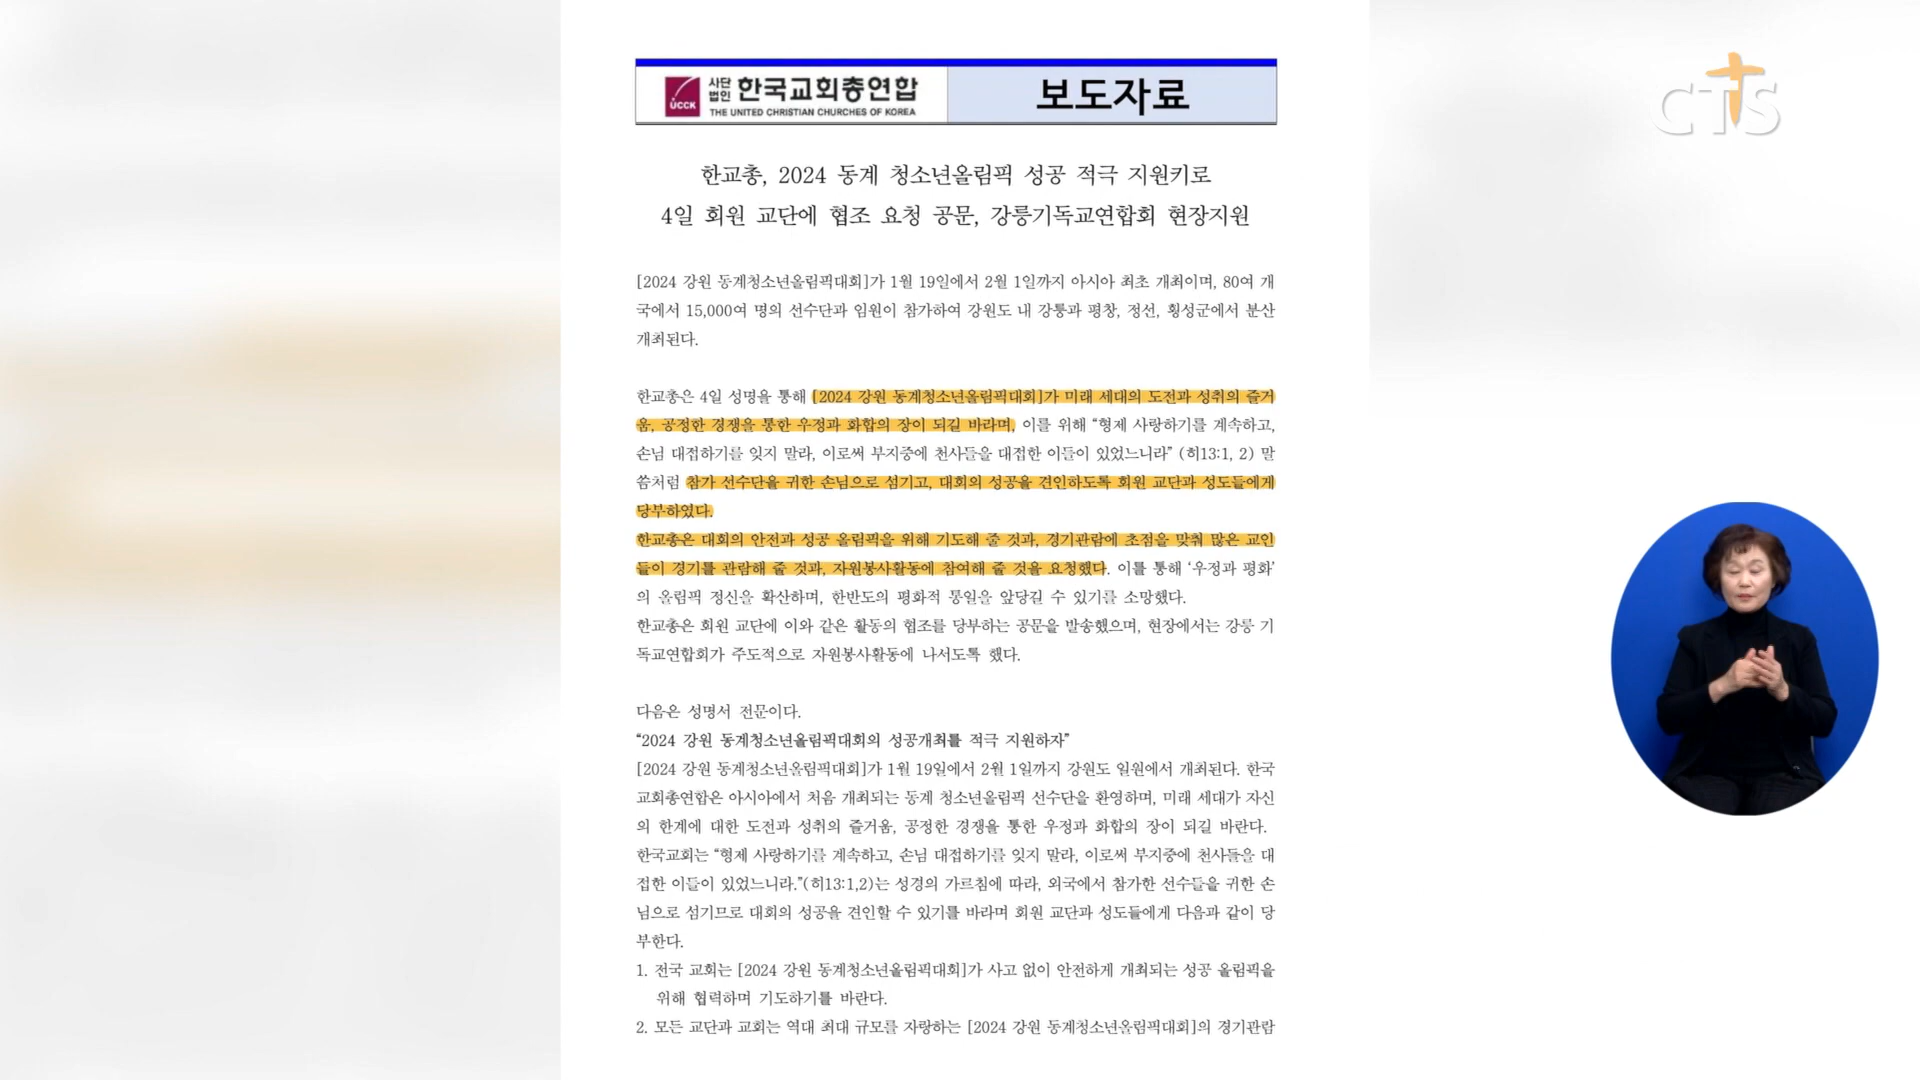 UCCK
사단
법인
한국교회총연합
THE UNITED CHRISTIAN CHURCHES OF KOREA
보도자료
CTS
한교총, 2024 동계 청소년올림픽 성공 적극 지원키로
4일 회원 교단에 협조 요청 공문, 강릉기독교연합회 현장지원
[2024 강원 동계청소년올림픽대회]가 1월 19일에서 2월 1일까지 아시아 최초 개최이며, 80여 개
국에서 15,000여 명의 선수단과 임원이 참가하여 강원도 내 강릉과 평창, 정선, 횡성군에서 분산
개최된다.
한교총은 4일 성명을 통해 [2024 강원 동계청소년올림픽대회]가 미래 세대의 도전과 성취의 즐거
움, 공정한 경쟁을 통한 우정과 화합의 장이 되길 바라며, 이를 위해 “형제 사랑하기를 계속하고,
손님 대접하기를 잊지 말라, 이로써 부지중에 천사들을 대접한 이들이 있었느니라” (히13:1, 2) 말
씀처럼 참가 선수단을 귀한 손님으로 섬기고, 대회의 성공을 견인하도록 회원 교단과 성도들에게
당부하였다.
한교총은 대회의 안전과 성공 올림픽을 위해 기도해 줄 것과, 경기관람에 초점을 맞춰 많은 교인
들이 경기를 관람해 줄 것과, 자원봉사활동에 참여해 줄 것을 요청했다. 이를 통해 ‘우정과 평화’
의 올림픽 정신을 확산하며, 한반도의 평화적 통일을 앞당길 수 있기를 소망했다.
한교총은 회원 교단에 이와 같은 활동의 협조를 당부하는 공문을 발송했으며, 현장에서는 강릉 기
독교연합회가 주도적으로 자원봉사활동에 나서도록 했다.
다음은 성명서 전문이다.
“2024 강원 동계청소년올림픽대회의 성공개최를 적극 지원하자”
[2024 강원 동계청소년올림픽대회]가 1월 19일에서 2월 1일까지 강원도 일원에서 개최된다. 한국
교회총연합은 아시아에서 처음 개최되는 동계 청소년올림픽 선수단을 환영하며, 미래 세대가 자신
의 한계에 대한 도전과 성취의 즐거움, 공정한 경쟁을 통한 우정과 화합의 장이 되길 바란다.
한국교회는 “형제 사랑하기를 계속하고, 손님 대접하기를 잊지 말라, 이로써 부지중에 천사들을 대
접한 이들이 있었느니라.”(히13:1,2)는 성경의 가르침에 따라, 외국에서 참가한 선수들을 귀한 손
님으로 섬기므로 대회의 성공을 견인할 수 있기를 바라며 회원 교단과 성도들에게 다음과 같이 당
부한다.
1. 전국 교회는 [2024 강원 동계청소년올림픽대회]가 사고 없이 안전하게 개최되는 성공 올림픽을
위해 협력하며 기도하기를 바란다.
2. 모든 교단과 교회는 역대 최대 규모를 자랑하는 [2024 강원 동계청소년올림픽대회]의 경기관람